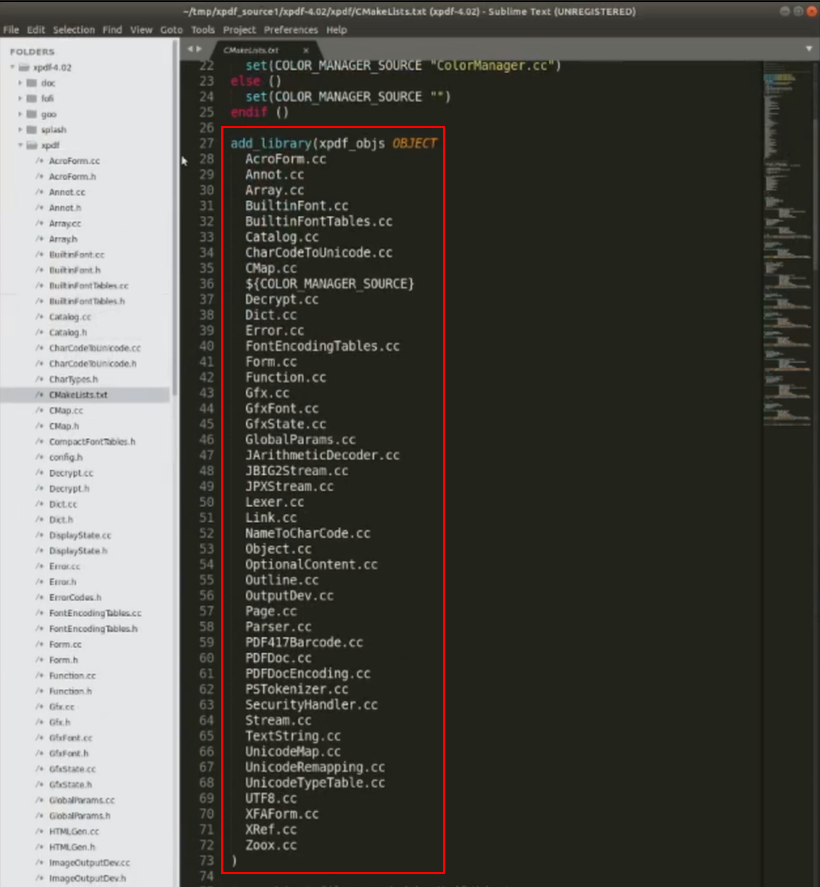 ~/tmp/xpdf_source1/xpdf-4.02/xpdf/CMakeLists.txt (xpdf-4.02) - Sublime Text (UNREGISTERED)
File Edit Selection Find View Goto Tools Project Preferences Help
FOLDERS
xpdf-4.02
doc
fofi
goo
splash
xpdf
/* AcroForm.cc
/* AcroForm.h
/* Annot.cc
/* Annot.h
/* Array.cc
/* Array.h
/* BuiltinFont.cc
/* BuiltinFont.h
/* BuiltinFontTables.cc
/* BuiltinFontTables.h
/* Catalog.cc
/* Catalog.h
/* CharCodeToUnicode.cc
/* CharCodeToUnicode.h
/* CharTypes.h
/* CMakeLists.txt
/* CMap.cc
/* CMap.h
/* CompactFontTables.h
/* config.h
/* Decrypt.cc
/* Decrypt.h
/* Dict.cc
/* Dict.h
/* DisplayState.cc
/* DisplayState.h
/* Error.cc
/* Error.h
/* ErrorCodes.h
/* FontEncodingTables.cc
/* FontEncodingTables.h
/* Form.cc
/* Form.h
/* Function.cc
/* Function.h
/* Gfx.cc
/* Gfx.h
/* GfxFont.cc
/* GfxFont.h
/* GfxState.cc
/* GfxState.h
/* GlobalParams.cc
/* GlobalParams.h
/* HTMLGen.cc
/* HTMLGen.h
/* ImageOutputDev.cc
/* ImageOutputDev.h
CMakeLists.txt ×
22 set(COLOR_MANAGER_SOURCE "ColorManager.cc")
23 else ()
24 set(COLOR_MANAGER_SOURCE "")
25 endif ()
26
27 add_library(xpdf_objs OBJECT
28 AcroForm.cc
29 Annot.cc
30 Array.cc
31 BuiltinFont.cc
32 BuiltinFontTables.cc
33 Catalog.cc
34 CharCodeToUnicode.cc
35 CMap.cc
36 ${COLOR_MANAGER_SOURCE}
37 Decrypt.cc
38 Dict.cc
39 Error.cc
40 FontEncodingTables.cc
41 Form.cc
42 Function.cc
43 Gfx.cc
44 GfxFont.cc
45 GfxState.cc
46 GlobalParams.cc
47 JArithmeticDecoder.cc
48 JBIG2Stream.cc
49 JPXStream.cc
50 Lexer.cc
51 Link.cc
52 NameToCharCode.cc
53 Object.cc
54 OptionalContent.cc
55 Outline.cc
56 OutputDev.cc
57 Page.cc
58 Parser.cc
59 PDF417Barcode.cc
60 PDFDoc.cc
61 PDFDocEncoding.cc
62 PSTokenizer.cc
63 SecurityHandler.cc
64 Stream.cc
65 TextString.cc
66 UnicodeMap.cc
67 UnicodeRemapping.cc
68 UnicodeTypeTable.cc
69 UTF8.cc
70 XFAForm.cc
71 XRef.cc
72 Zoox.cc
73 )
74